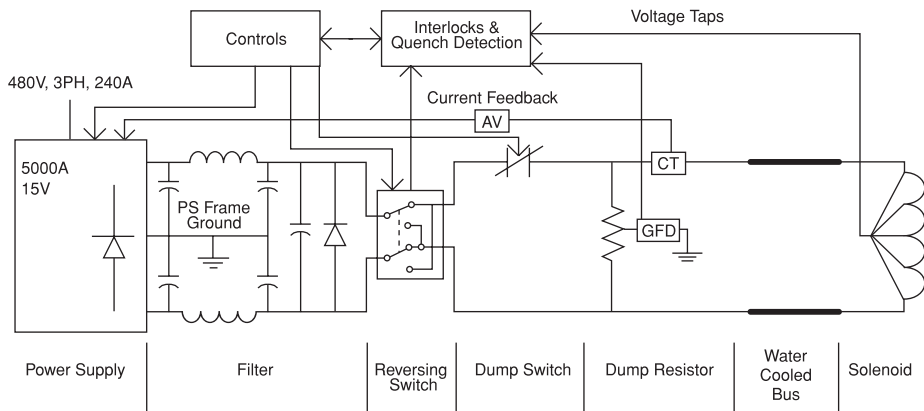 Voltage Taps
Controls
Interlocks &
Quench Detection
480V, 3PH, 240A
Current Feedback
AV
5000A
15V
CT
PS Frame
Ground
GFD
Power Supply
Filter
Reversing
Switch
Dump Switch
Dump Resistor
Water
Cooled
Bus
Solenoid